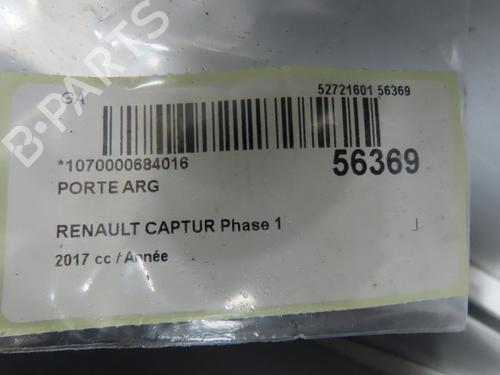 GA
52721601 56369
*1070000684016
56369
PORTE ARG
RENAULT CAPTUR Phase 1
2017 cc / Année
B-PARTS